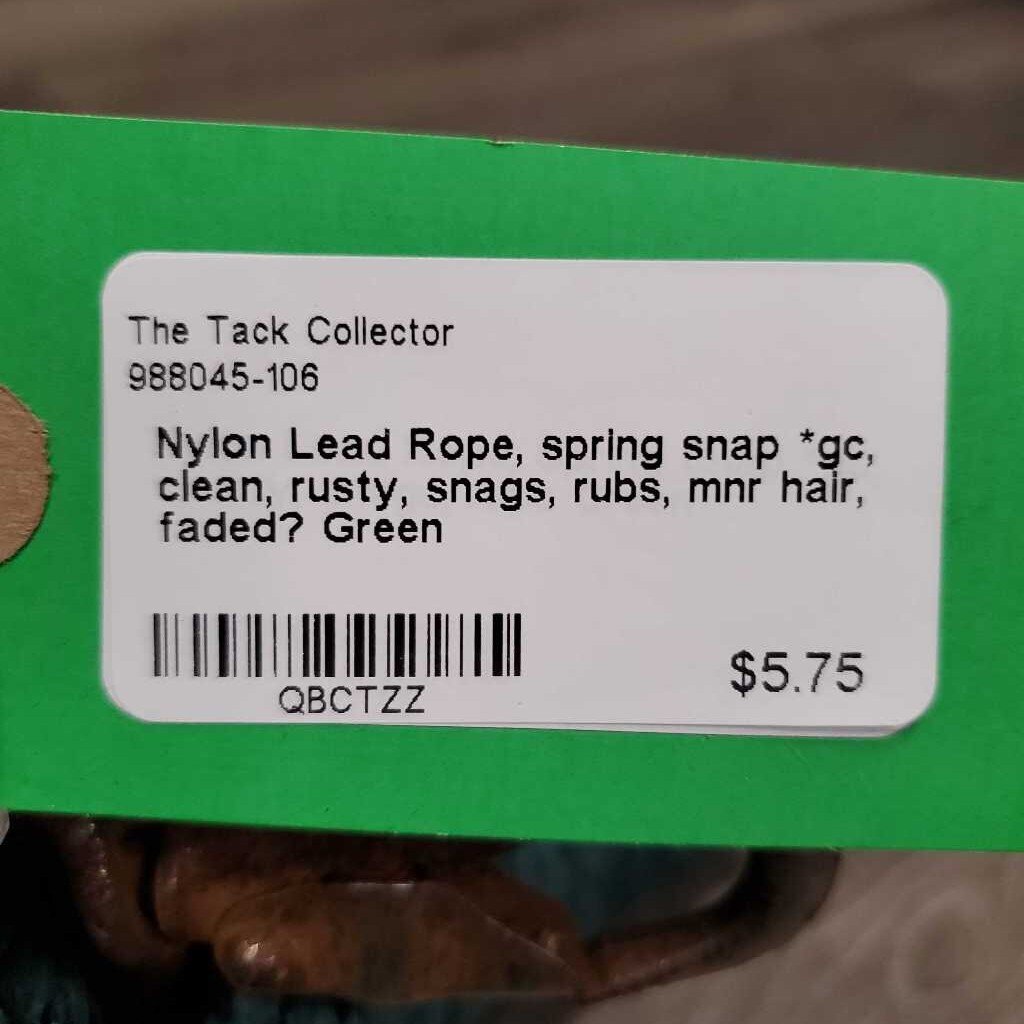 The Tack Collector
988045-106
Nylon Lead Rope, spring snap *gc,
clean, rusty, snags, rubs, mnr hair,
faded? Green
QBCTZZ
$5.75